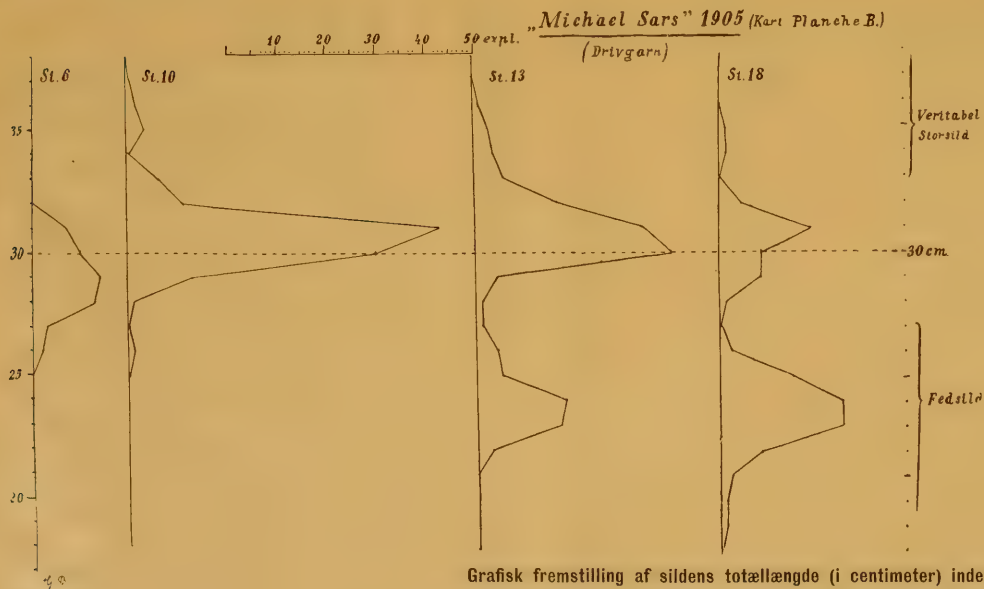 „Michael Sars” 1905 (Kart Planche B.)
(Drivgarn)
0 10 20 30 40 50 expl.
St. 6
St. 10
St. 13
St. 18
35
30
25
20
Veritabel
Storsild
30 cm.
Fedsild
Grafisk fremstilling af sildens totællængde (i centimeter) inde